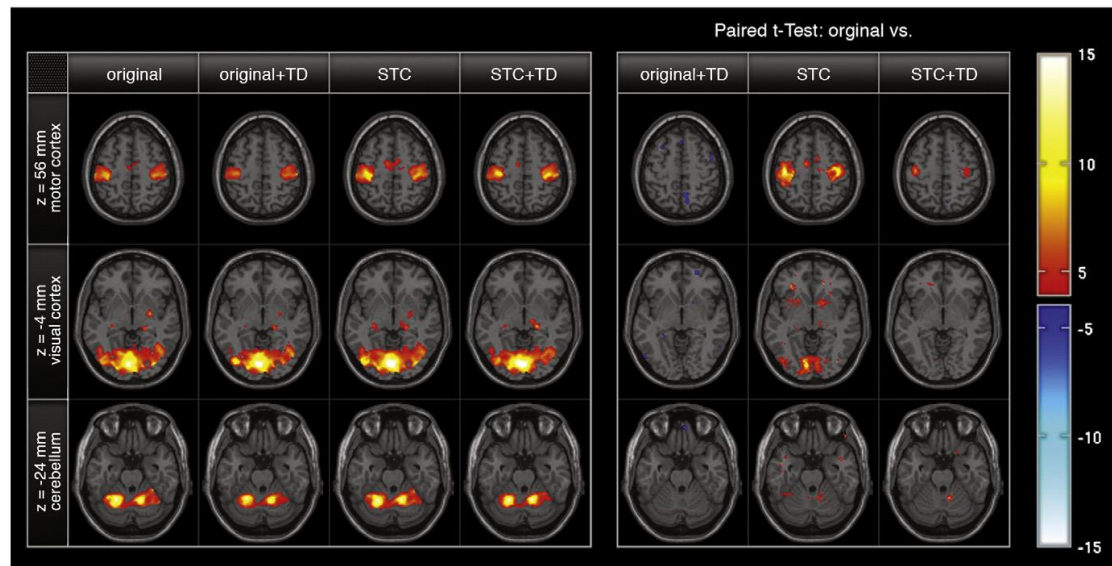 Paired t-Test: orginal vs.
original original+TD STC STC+TD
original+TD STC STC+TD
z = 56 mm
motor cortex
z = -4 mm
visual cortex
z = -24 mm
cerebellum
15
10
5
-5
-10
-15